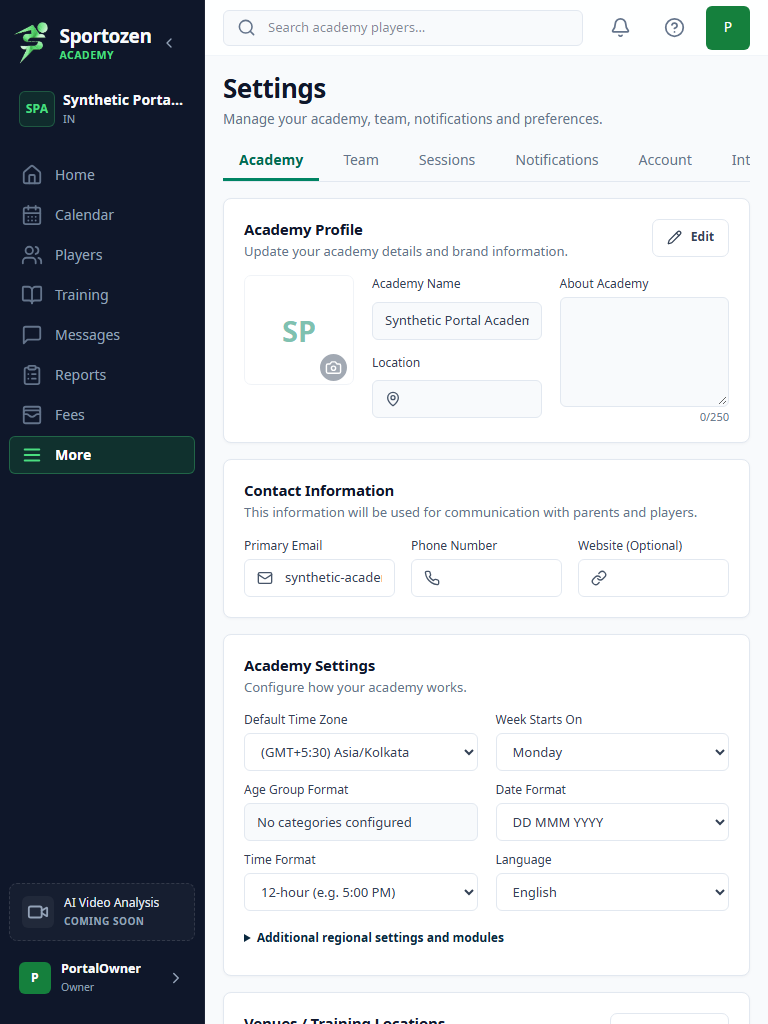 Sportozen
ACADEMY
SPA
Synthetic Porta...
IN
Home
Calendar
Players
Training
Messages
Reports
Fees
More
AI Video Analysis
COMING SOON
P
PortalOwner
Owner
Search academy players...
P
Settings
Manage your academy, team, notifications and preferences.
Academy
Team
Sessions
Notifications
Account
Int
Academy Profile
Update your academy details and brand information.
Edit
SP
Academy Name
Synthetic Portal Academ
Location
About Academy
0/250
Contact Information
This information will be used for communication with parents and players.
Primary Email
synthetic-acade
Phone Number
Website (Optional)
Academy Settings
Configure how your academy works.
Default Time Zone
(GMT+5:30) Asia/Kolkata
Week Starts On
Monday
Age Group Format
No categories configured
Date Format
DD MMM YYYY
Time Format
12-hour (e.g. 5:00 PM)
Language
English
Additional regional settings and modules
Venues / Training Locations